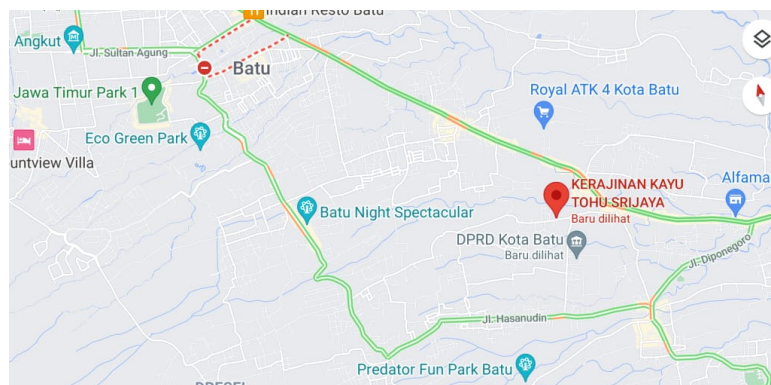 Indian Resto Batu
Angkut
Jl. Sultan Agung
Batu
Jawa Timur Park 1
Royal ATK 4 Kota Batu
Eco Green Park
untview Villa
KERAJINAN KAYU
TOHU SRIJAYA
Baru dilihat
Alfama
Batu Night Spectacular
DPRD Kota Batu
Baru dilihat
Jl. Diponegoro
Jl. Hasanudin
Predator Fun Park Batu